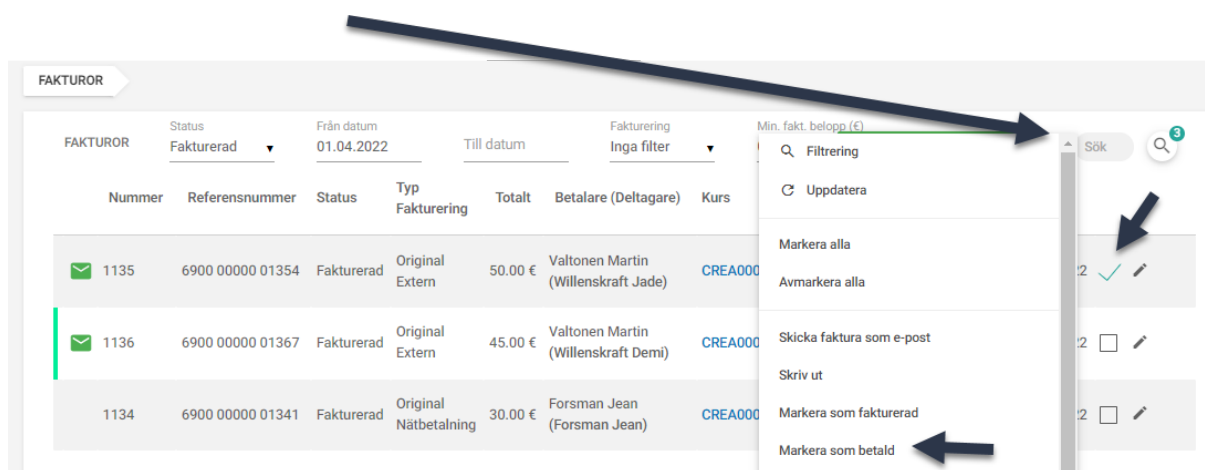 FAKTUROR
FAKTUROR
Status
Fakturerad
Från datum
01.04.2022
Till datum
Fakturering
Inga filter
Min. fakt. belopp (€)
Sök
3
Nummer Referensnummer Status Typ Fakturering Totalt Betalare (Deltagare) Kurs
1135 6900 00000 01354 Fakturerad Original Extern 50.00 € Valtonen Martin (Willenskraft Jade) CREA000
1136 6900 00000 01367 Fakturerad Original Extern 45.00 € Valtonen Martin (Willenskraft Demi) CREA000
1134 6900 00000 01341 Fakturerad Original Nätbetalning 30.00 € Forsman Jean (Forsman Jean) CREA000
Filtrering
Uppdatera
Markera alla
Avmarkera alla
Skicka faktura som e-post
Skriv ut
Markera som fakturerad
Markera som betald